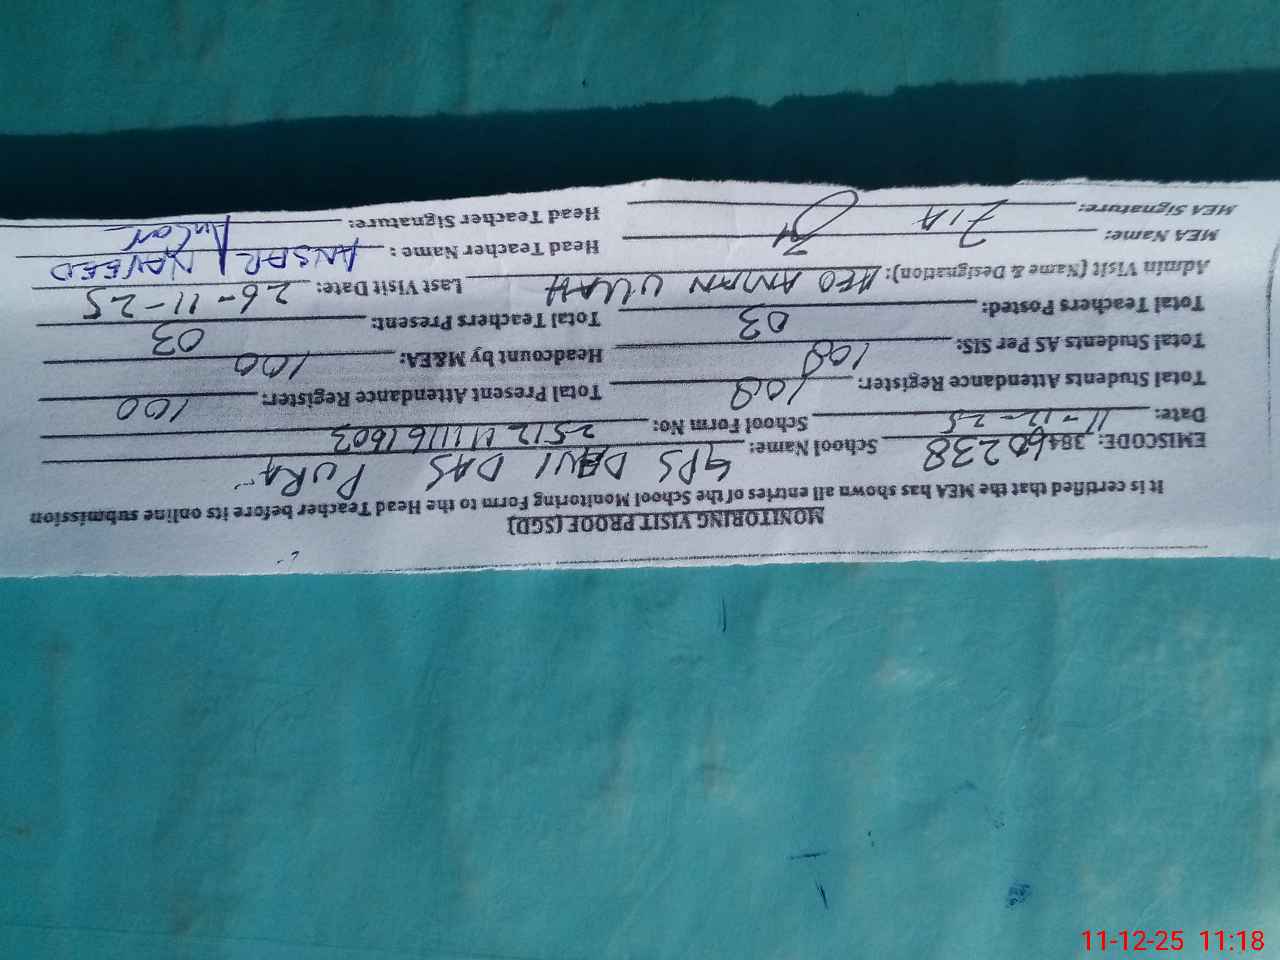 MONITORING VISIT PROOF (SGD)
It is certified that the MEA has shown all entries of the School Monitoring Form to the Head Teacher before its online submission
EMISCODE: 38460238 School Name: GPS DEVI DAS PURA
Date: 11-12-25 School Form No:
Total Students Attendance Register: 108 Total Present Attendant Register: 100
Total Students AS Per SIS: 108 Headcount by M&EA: 100
Total Teachers Posted: 03 Total Teachers Present: 03
Admin Visit (Name & Designation): AEO AMAN ULLAH Last Visit Date: 26-11-25
MEA Name: ZIA Head Teacher Name: ANSAR NAVEED
MEA Signature: Head Teacher Signature: Ansar
11-12-25 11:18